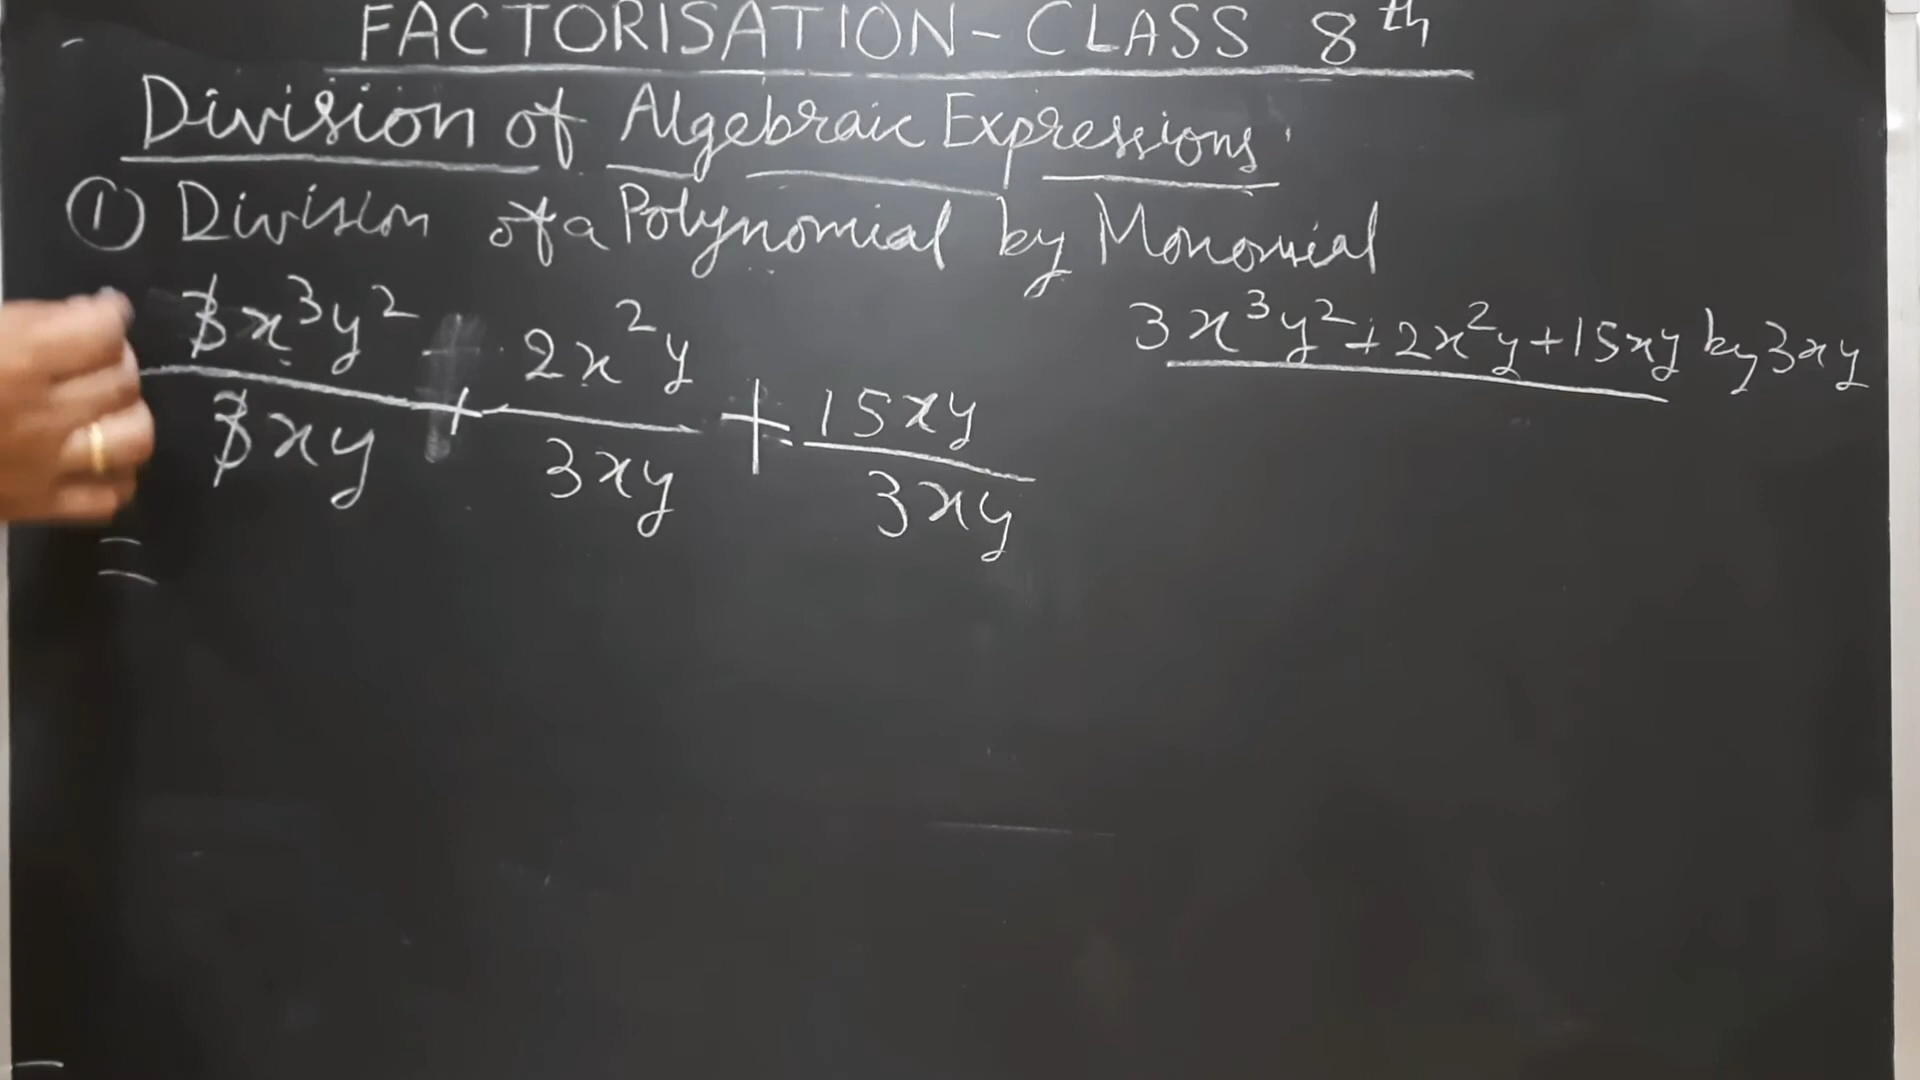 FACTORISATION - CLASS 8th
Division of Algebraic Expressions
① Division of a Polynomial by Monomial
3x³y² + 2x²y + 15xy by 3xy
3x³y² 2x²y 15xy
+ +
3xy 3xy 3xy
=